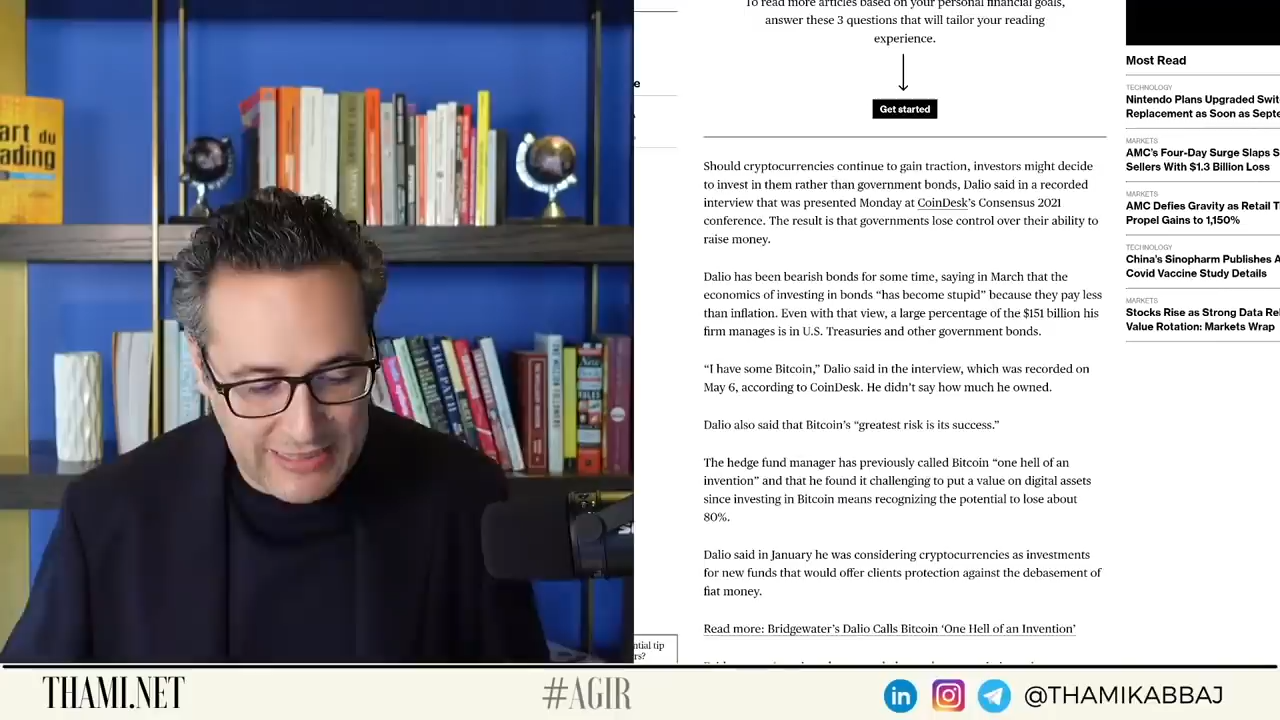 art du
ading
To read more articles based on your personal financial goals,
answer these 3 questions that will tailor your reading
experience.
Get started
Should cryptocurrencies continue to gain traction, investors might decide
to invest in them rather than government bonds, Dalio said in a recorded
interview that was presented Monday at CoinDesk's Consensus 2021
conference. The result is that governments lose control over their ability to
raise money.
Dalio has been bearish bonds for some time, saying in March that the
economics of investing in bonds “has become stupid” because they pay less
than inflation. Even with that view, a large percentage of the $151 billion his
firm manages is in U.S. Treasuries and other government bonds.
“I have some Bitcoin,” Dalio said in the interview, which was recorded on
May 6, according to CoinDesk. He didn’t say how much he owned.
Dalio also said that Bitcoin’s “greatest risk is its success.”
The hedge fund manager has previously called Bitcoin “one hell of an
invention” and that he found it challenging to put a value on digital assets
since investing in Bitcoin means recognizing the potential to lose about
80%.
Dalio said in January he was considering cryptocurrencies as investments
for new funds that would offer clients protection against the debasement of
fiat money.
Read more: Bridgewater’s Dalio Calls Bitcoin ‘One Hell of an Invention’
Most Read
TECHNOLOGY
Nintendo Plans Upgraded Swit
Replacement as Soon as Septe
MARKETS
AMC’s Four-Day Surge Slaps S
Sellers With $1.3 Billion Loss
MARKETS
AMC Defies Gravity as Retail T
Propel Gains to 1,150%
TECHNOLOGY
China’s Sinopharm Publishes A
Covid Vaccine Study Details
MARKETS
Stocks Rise as Strong Data Rel
Value Rotation: Markets Wrap
ntial tip
rs?
THAMI.NET
#AGIR
in
@THAMIKABBAJ